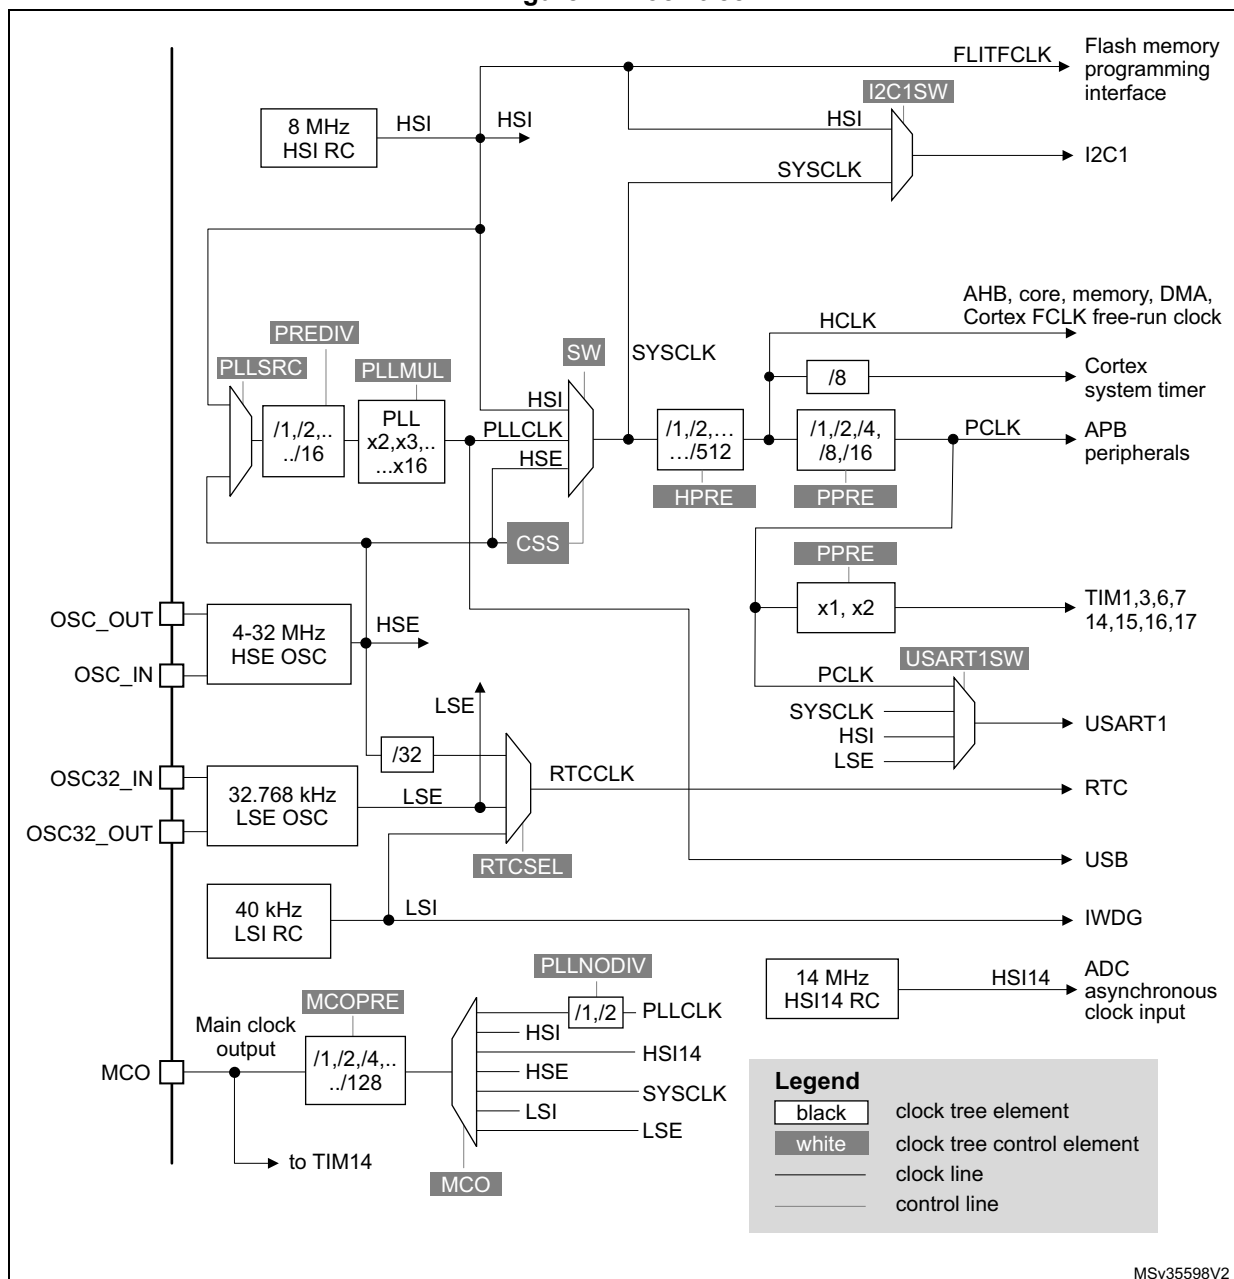 FLITFCLK
Flash memory
programming
interface
I2C1SW
8 MHz
HSI RC
HSI
HSI
HSI
I2C1
SYSCLK
AHB, core, memory, DMA,
Cortex FCLK free-run clock
HCLK
PREDIV
PLLSRC
PLLMUL
SW
SYSCLK
/8
Cortex
system timer
/1,/2,..
../16
PLL
x2,x3,..
...x16
HSI
PLLCLK
HSE
/1,/2,…
…/512
/1,/2,/4,
/8,/16
PCLK
APB
peripherals
HPRE
PPRE
CSS
PPRE
OSC_OUT
OSC_IN
4-32 MHz
HSE OSC
HSE
x1, x2
TIM1,3,6,7
14,15,16,17
USART1SW
PCLK
SYSCLK
HSI
LSE
USART1
LSE
/32
OSC32_IN
OSC32_OUT
32.768 kHz
LSE OSC
LSE
RTCCLK
RTC
RTCSEL
USB
40 kHz
LSI RC
LSI
IWDG
PLLNODIV
14 MHz
HSI14 RC
HSI14
ADC
asynchronous
clock input
MCOPRE
Main clock
output
/1,/2
PLLCLK
HSI
HSI14
HSE
SYSCLK
LSI
LSE
MCO
/1,/2,/4,..
../128
to TIM14
MCO
Legend
black
clock tree element
white
clock tree control element
clock line
control line
MSv35598V2